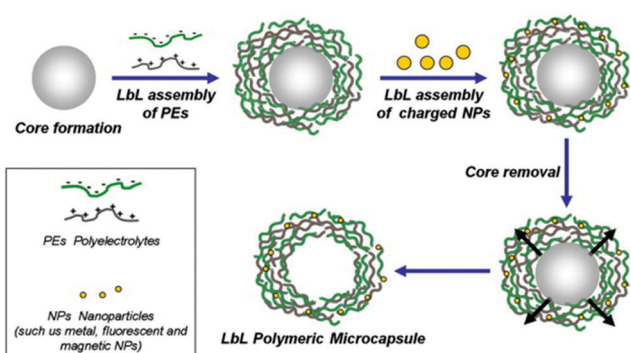 Core formation
LbL assembly
of PEs
LbL assembly
of charged NPs
Core removal
LbL Polymeric Microcapsule
- - - - - -
+ + + + +
PEs Polyelectrolytes
NPs Nanoparticles
(such us metal, fluorescent and
magnetic NPs)